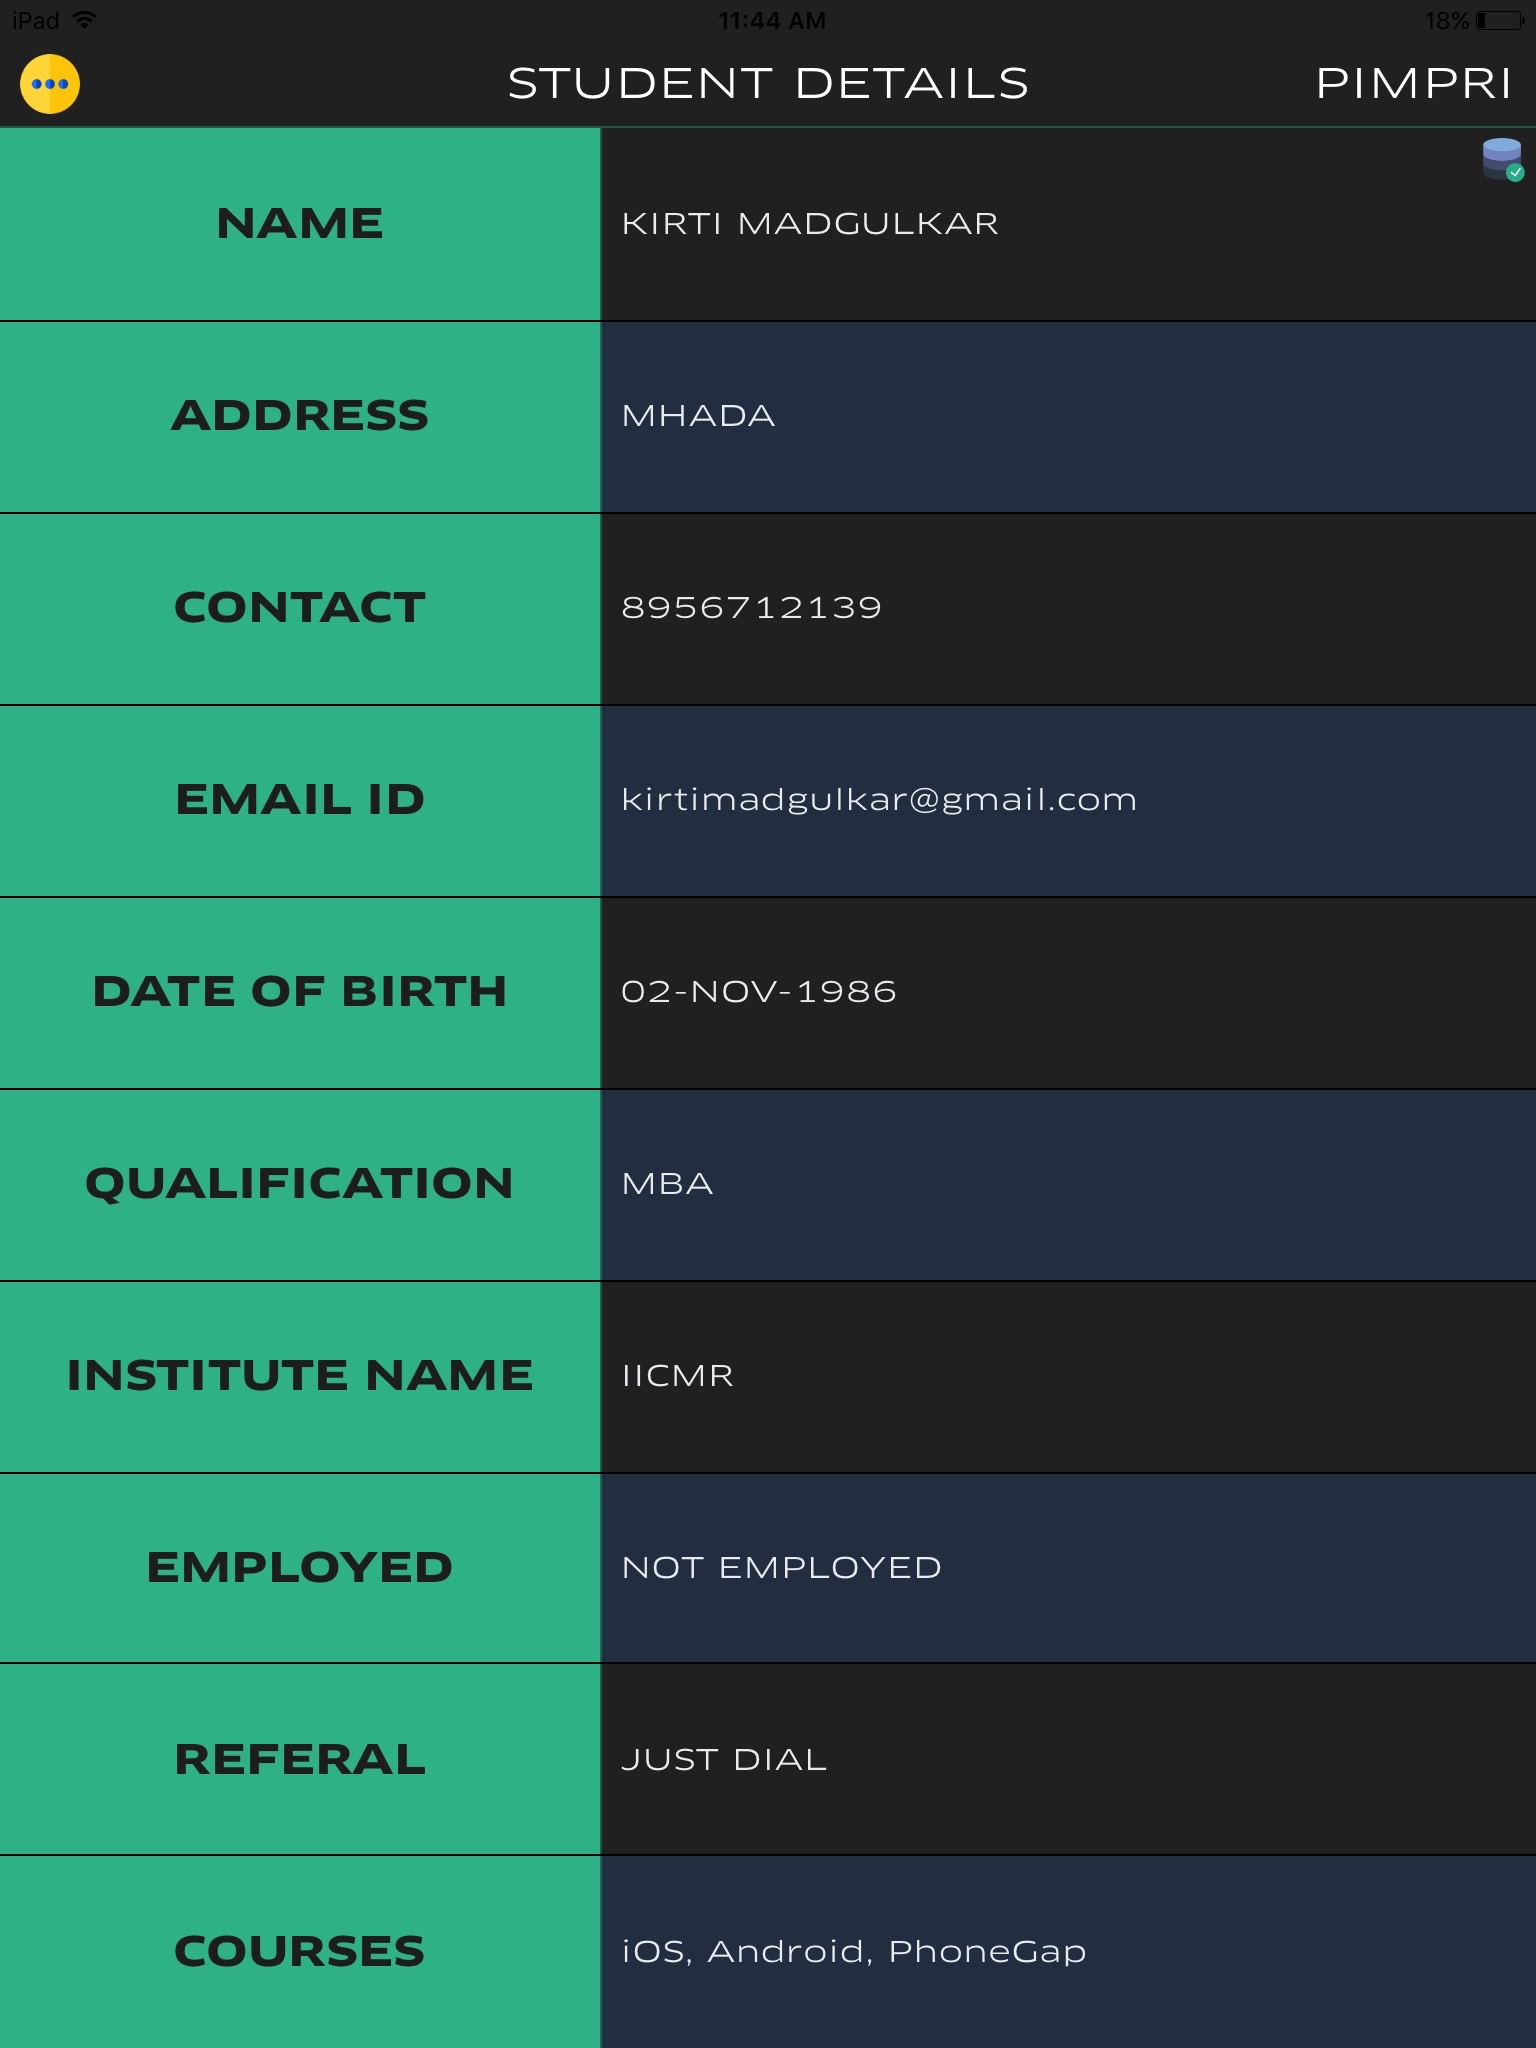 iPad 11:44 AM 18%
STUDENT DETAILS PIMPRI
NAME KIRTI MADGULKAR
ADDRESS MHADA
CONTACT 8956712139
EMAIL ID kirtimadgulkar@gmail.com
DATE OF BIRTH 02-NOV-1986
QUALIFICATION MBA
INSTITUTE NAME IICMR
EMPLOYED NOT EMPLOYED
REFERAL JUST DIAL
COURSES iOS, Android, PhoneGap